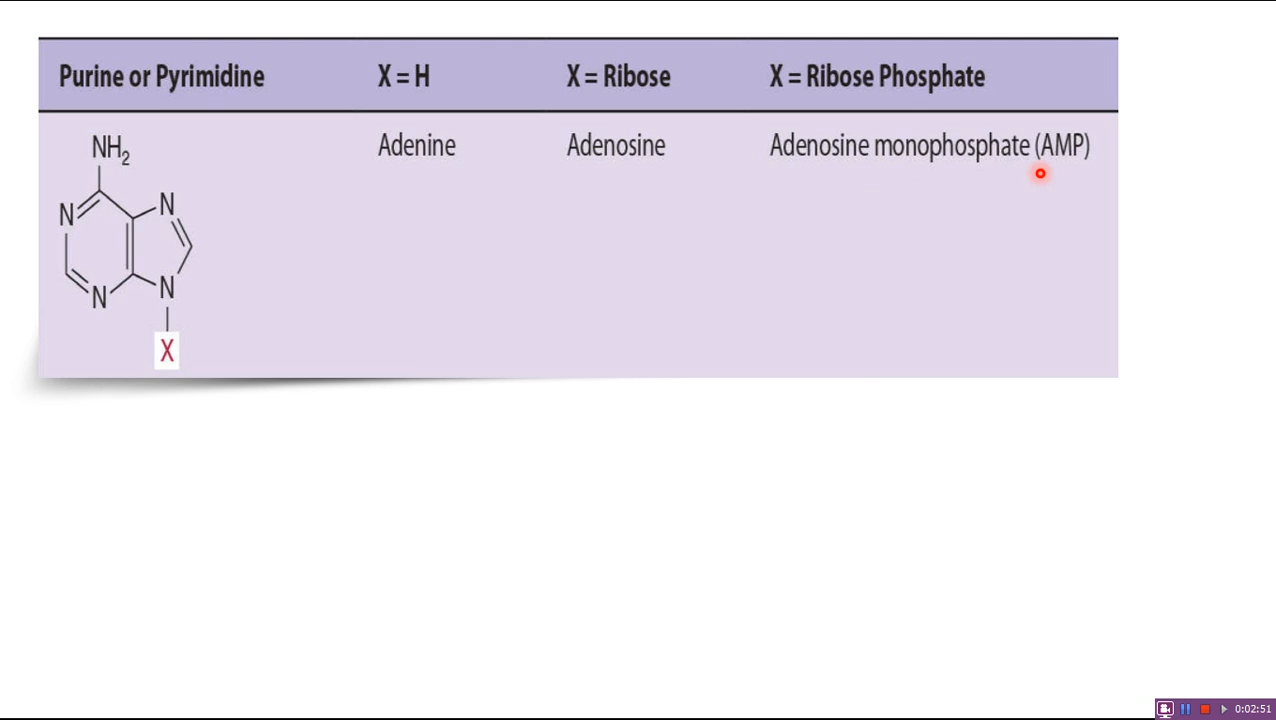 Purine or Pyrimidine X = H X = Ribose X = Ribose Phosphate
Adenine Adenosine Adenosine monophosphate (AMP)
NH₂
N
N
N
N
X
0:02:51